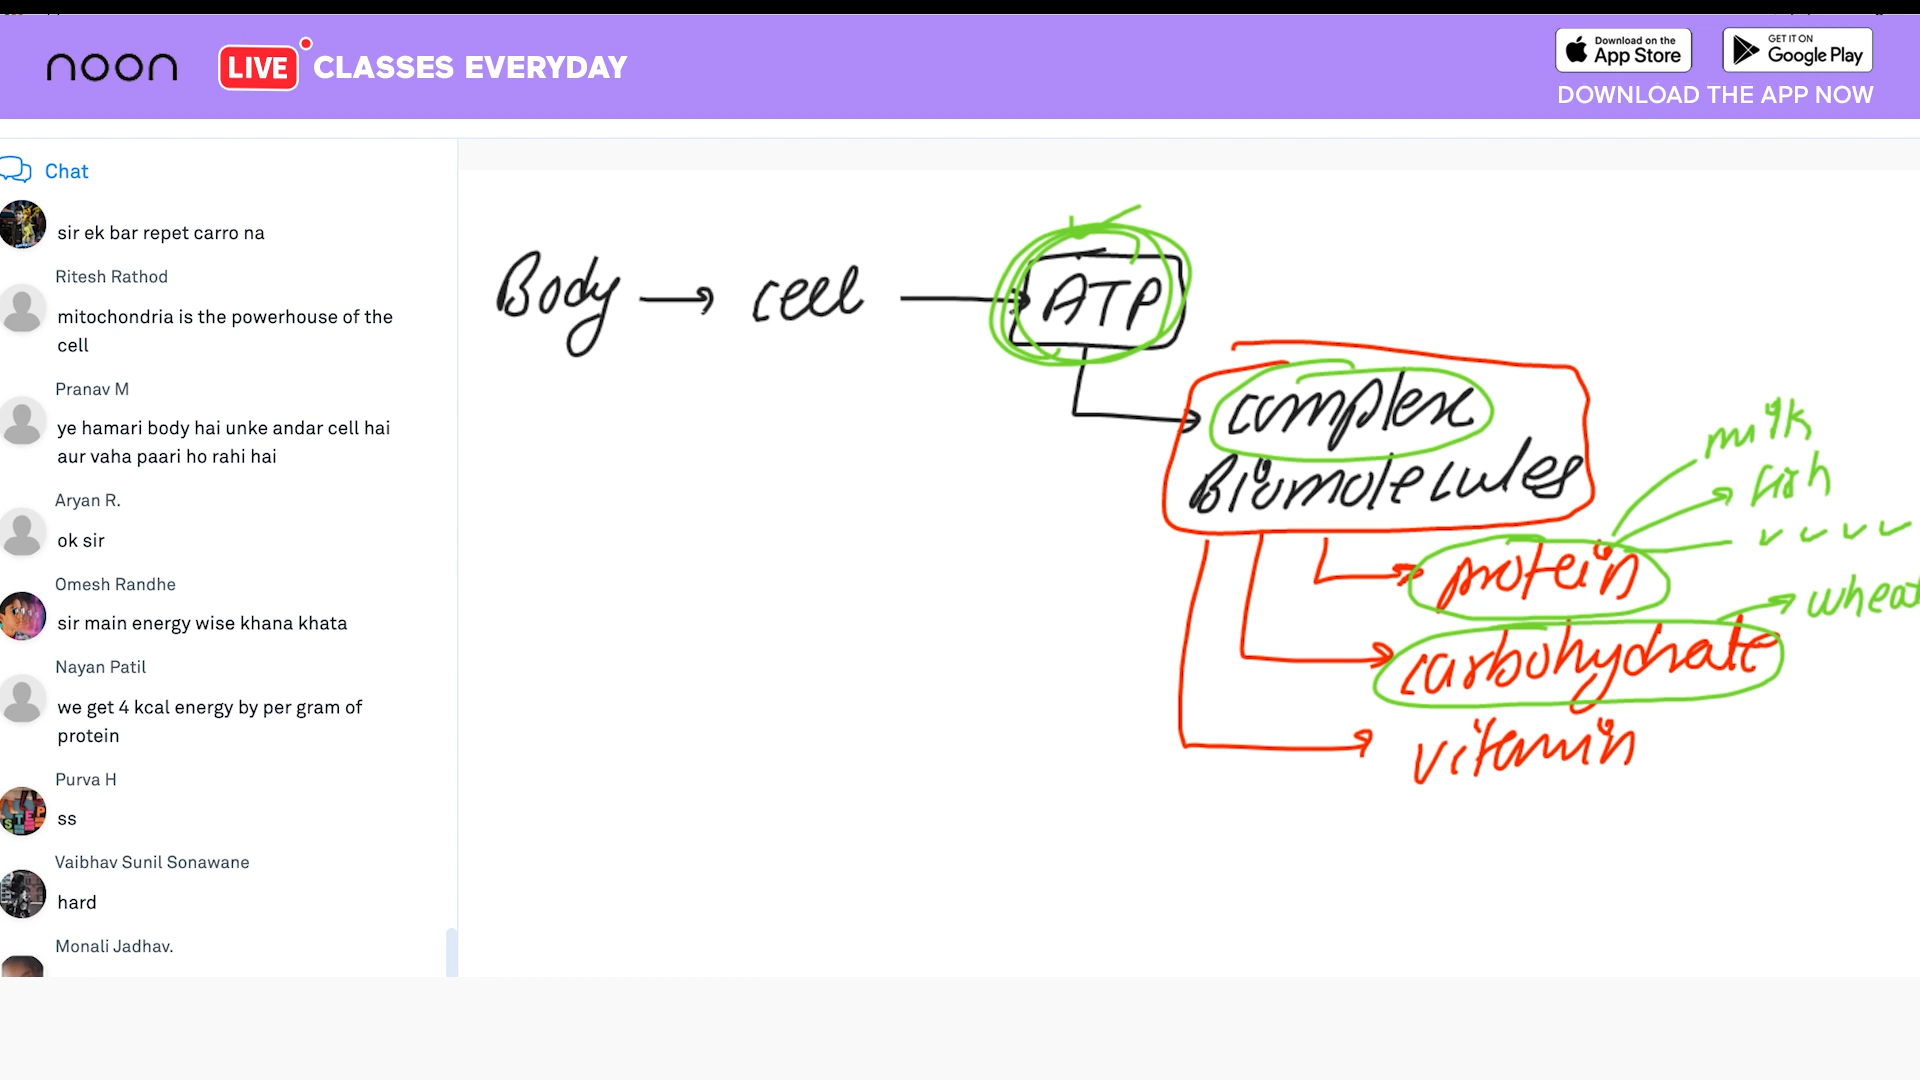 noon
LIVE CLASSES EVERYDAY
Download on the
App Store
GET IT ON
Google Play
DOWNLOAD THE APP NOW
Chat
sir ek bar repet carro na
Ritesh Rathod
mitochondria is the powerhouse of the
cell
Pranav M
ye hamari body hai unke andar cell hai
aur vaha paari ho rahi hai
Aryan R.
ok sir
Omesh Randhe
sir main energy wise khana khata
Nayan Patil
we get 4 kcal energy by per gram of
protein
Purva H
ss
Vaibhav Sunil Sonawane
hard
Monali Jadhav.
Body → cell → ATP
complex
Biomolecules
milk
fish
protein
wheat
carbohydrate
vitamin